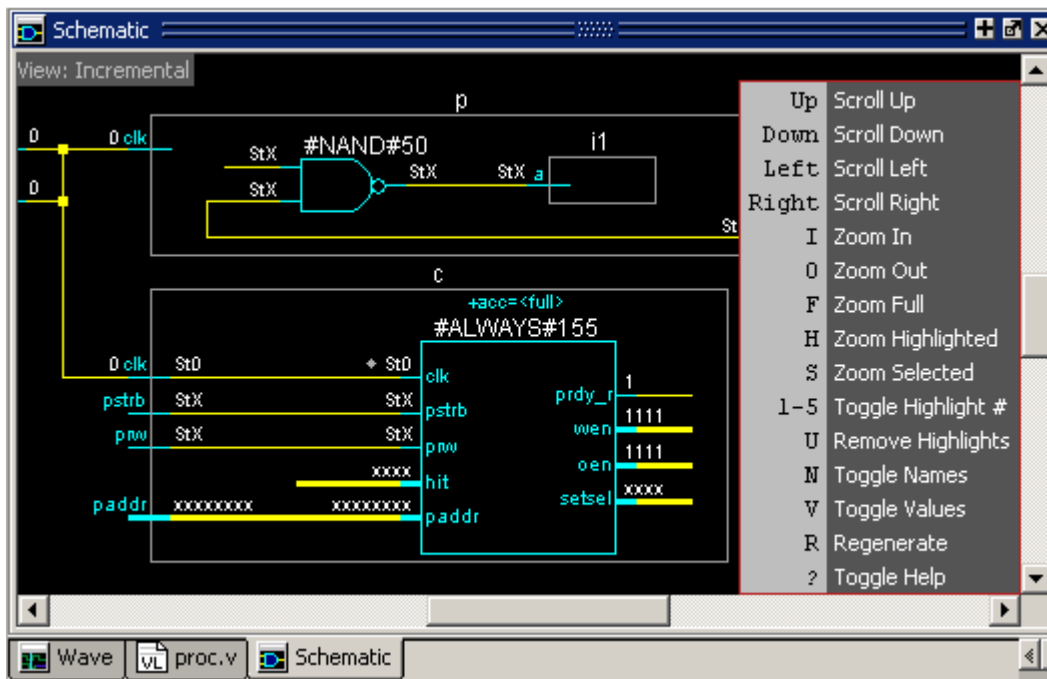 Schematic
View: Incremental
p
0
0 clk
StX
#NAND#50
StX
StX a
i1
0
StX
St
c
+acc=<full>
#ALWAYS#155
0 clk
St0
St0
clk
pstrb
StX
StX
pstrb
prw
StX
StX
prw
xxxx
hit
paddr
xxxxxxxx
xxxxxxxx
paddr
prdy_r
1
wen
1111
oen
1111
setsel
xxxx
Up Scroll Up
Down Scroll Down
Left Scroll Left
Right Scroll Right
I Zoom In
O Zoom Out
F Zoom Full
H Zoom Highlighted
S Zoom Selected
1-5 Toggle Highlight #
U Remove Highlights
N Toggle Names
V Toggle Values
R Regenerate
? Toggle Help
Wave
VL proc.v
Schematic